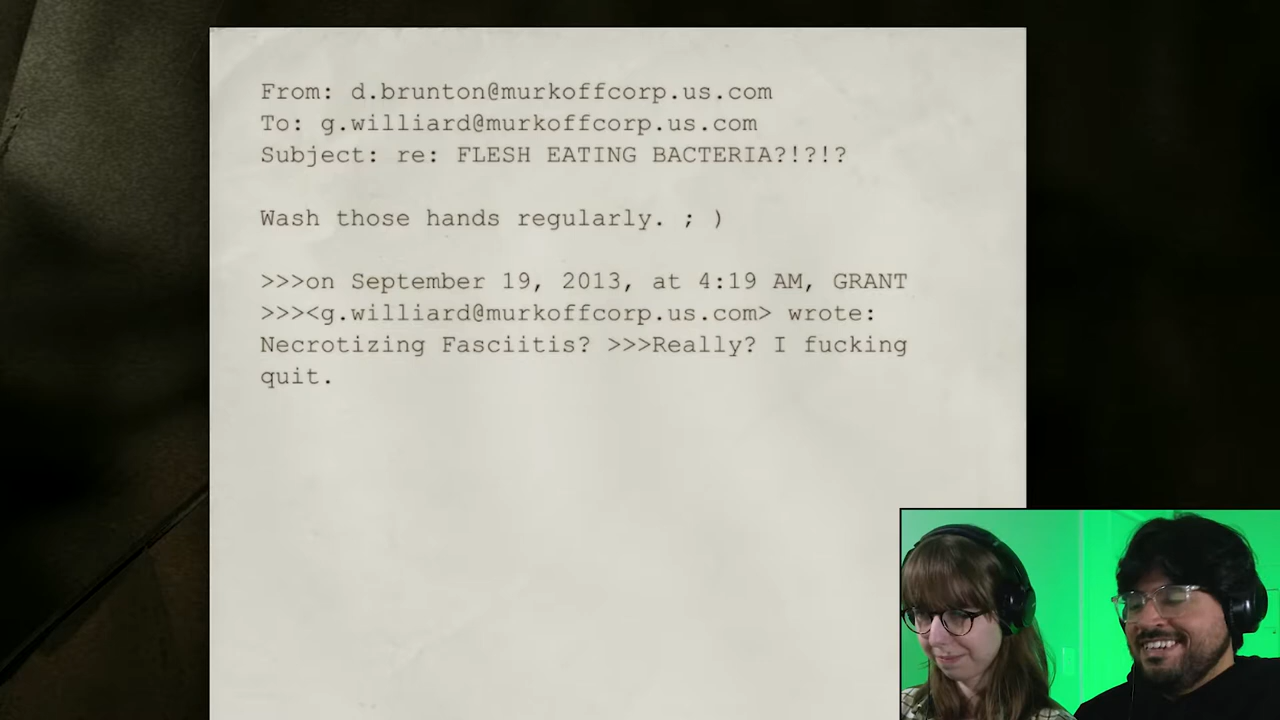 From: d.brunton@murkoffcorp.us.com
To: g.williard@murkoffcorp.us.com
Subject: re: FLESH EATING BACTERIA?!?!?
Wash those hands regularly. ; )
>>>on September 19, 2013, at 4:19 AM, GRANT
>>><g.williard@murkoffcorp.us.com> wrote:
Necrotizing Fasciitis? >>>Really? I fucking
quit.